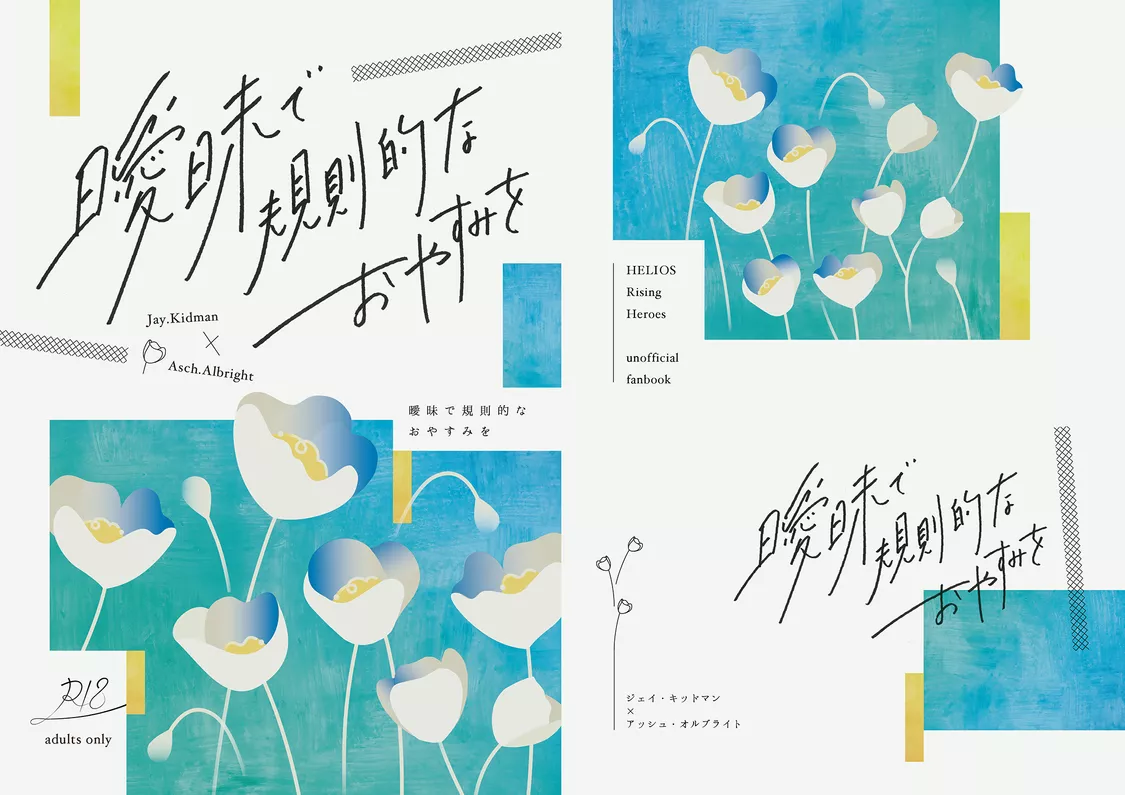 曖昧で
規則的な
おやすみを
Jay.Kidman
×
Asch.Albright
曖昧で規則的な
おやすみを
R18
adults only
HELIOS
Rising
Heroes
unofficial
fanbook
曖昧で
規則的な
おやすみを
ジェイ・キッドマン
×
アッシュ・オルブライト